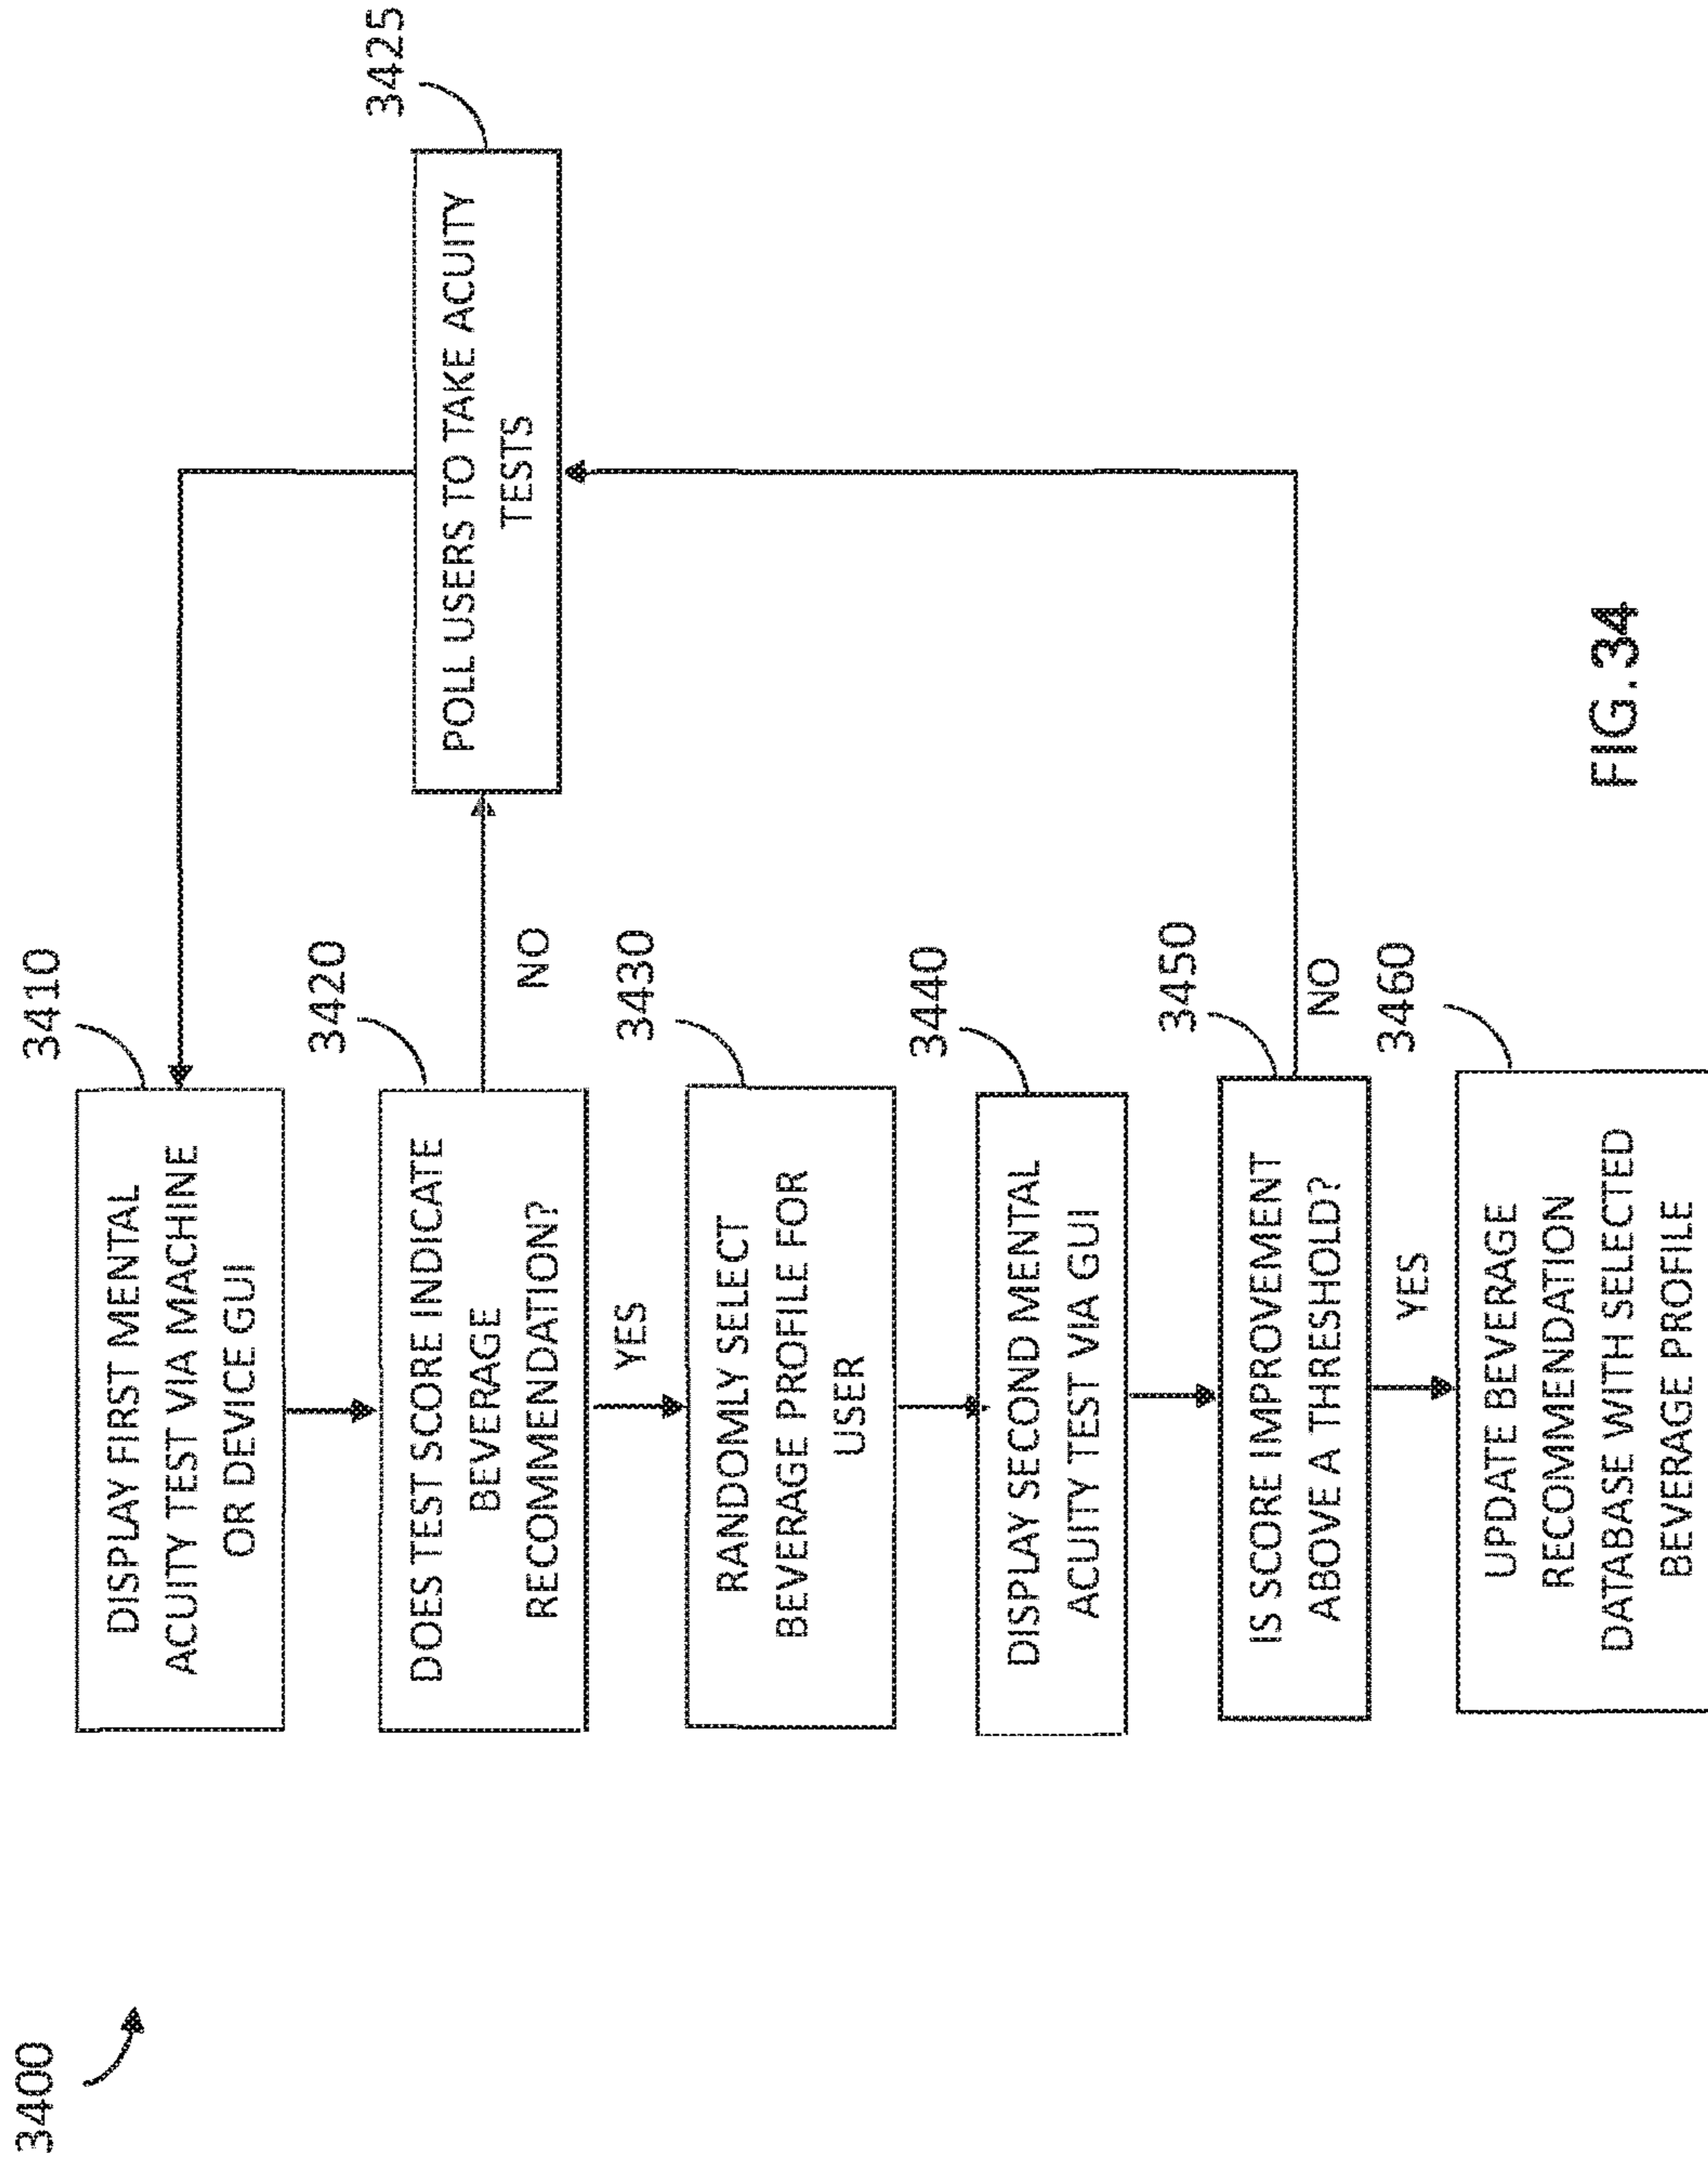 3400
3410
DISPLAY FIRST MENTAL
ACUITY TEST VIA MACHINE
OR DEVICE GUI
3420
DOES TEST SCORE INDICATE
BEVERAGE
RECOMMENDATION?
NO
3425
POLL USERS TO TAKE ACUITY
TESTS
YES
3430
RANDOMLY SELECT
BEVERAGE PROFILE FOR
USER
3440
DISPLAY SECOND MENTAL
ACUITY TEST VIA GUI
3450
IS SCORE IMPROVEMENT
ABOVE A THRESHOLD?
NO
YES
3460
UPDATE BEVERAGE
RECOMMENDATION
DATABASE WITH SELECTED
BEVERAGE PROFILE
FIG. 34